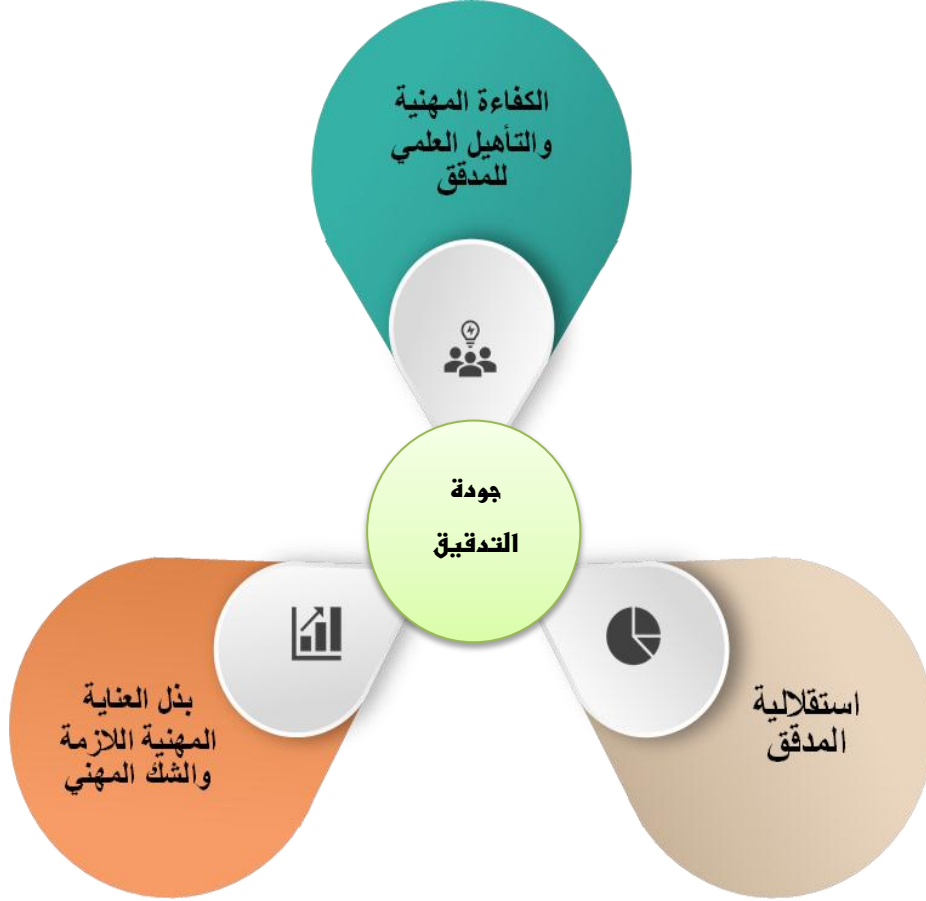 الكفاءة المهنية
والتأهيل العلمي
للمدقق
جودة
التدقيق
استقلالية
المدقق
بذل العناية
المهنية اللازمة
والشك المهني